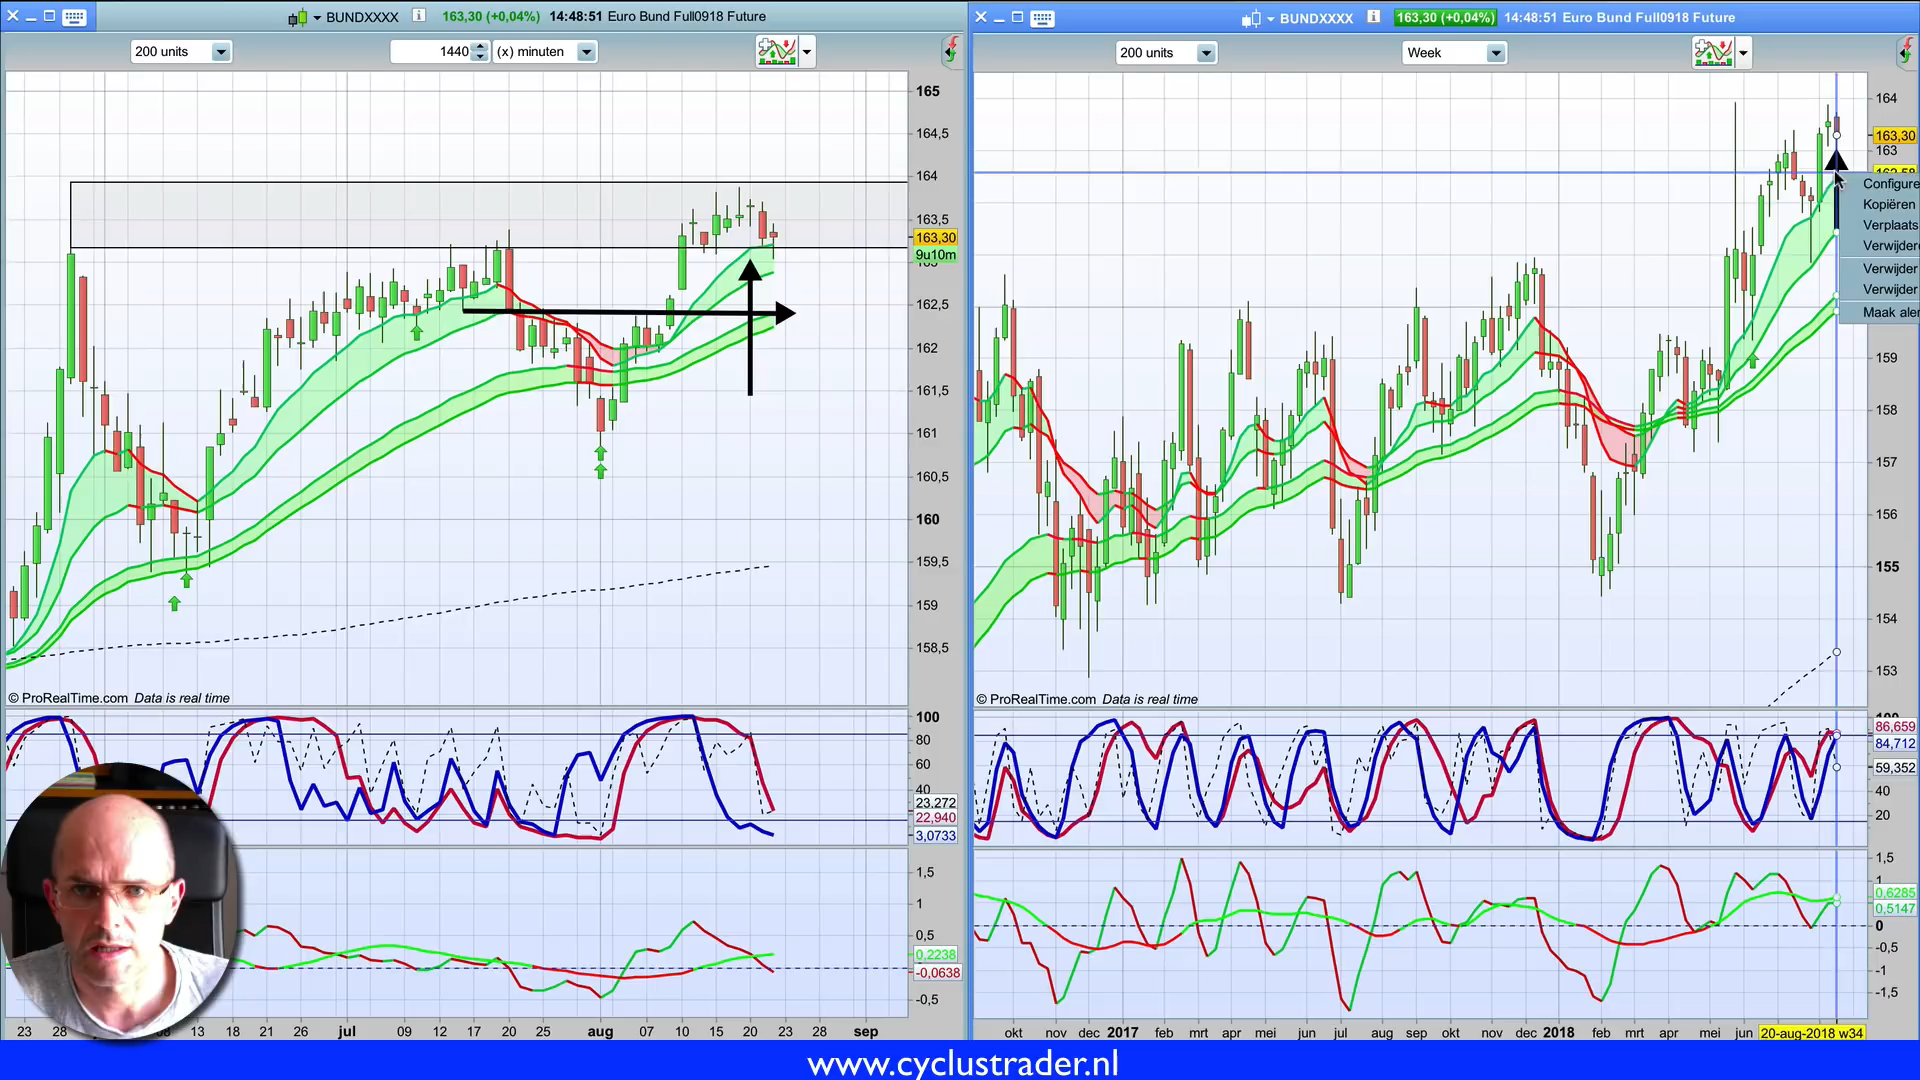 BUNDXXXX
163,30 (+0,04%) 14:48:51 Euro Bund Full0918 Future
200 units
1440 (x) minuten
165
164,5
164
163,5
163,30
9u10m
162,5
162
161,5
161
160,5
160
159,5
159
158,5
© ProRealTime.com Data is real time
100
80
60
40
23.272
22,940
3,0733
1,5
1
0,5
0,2238
-0,0638
-0,5
23 28 08 13 18 21 26 jul 09 12 17 20 25 aug 07 10 15 20 23 28 sep
BUNDXXXX
163,30 (+0,04%) 14:48:51 Euro Bund Full0918 Future
200 units
Week
164
163,30
163
Configure
Kopiëren
Verplaats
Verwijder
Verwijder
Verwijder
Maak aler
159
158
157
156
155
154
153
© ProRealTime.com Data is real time
100
86,659
84,712
59,352
40
20
1,5
1
0,6285
0,5147
0
-0,5
-1
-1,5
okt nov dec 2017 feb mrt apr mei jun jul aug sep okt nov dec 2018 feb mrt apr mei jun 20-aug-2018 w34
www.cyclustrader.nl